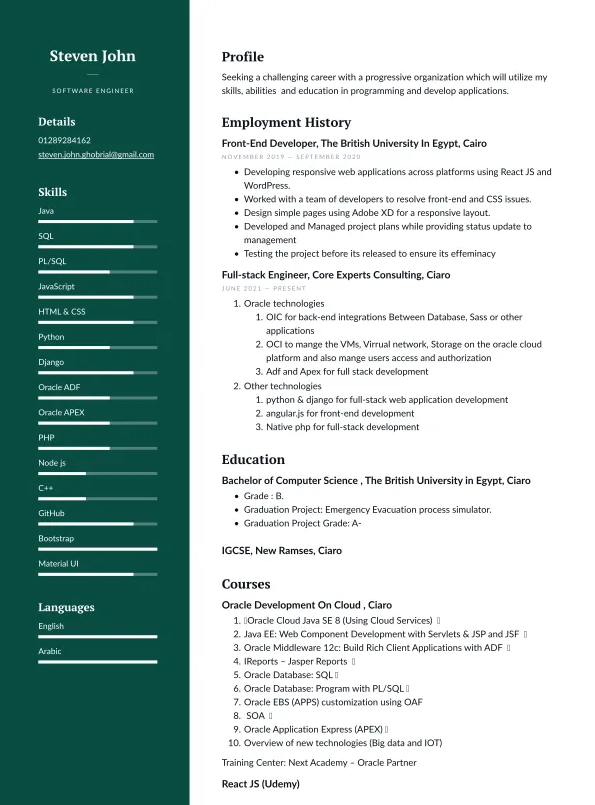 Steven John
SOFTWARE ENGINEER
Details
01289284162
steven.john.ghobrial@gmail.com
Skills
Java
SQL
PL/SQL
JavaScript
HTML & CSS
Python
Django
Oracle ADF
Oracle APEX
PHP
Node js
C++
GitHub
Bootstrap
Material UI
Languages
English
Arabic
Profile
Seeking a challenging career with a progressive organization which will utilize my
skills, abilities and education in programming and develop applications.
Employment History
Front-End Developer, The British University In Egypt, Cairo
NOVEMBER 2019 — SEPTEMBER 2020
• Developing responsive web applications across platforms using React JS and
WordPress.
• Worked with a team of developers to resolve front-end and CSS issues.
• Design simple pages using Adobe XD for a responsive layout.
• Developed and Managed project plans while providing status update to
management
• Testing the project before its released to ensure its effeminacy
Full-stack Engineer, Core Experts Consulting, Ciaro
JUNE 2021 — PRESENT
1. Oracle technologies
1. OIC for back-end integrations Between Database, Sass or other
applications
2. OCI to mange the VMs, Virrual network, Storage on the oracle cloud
platform and also mange users access and authorization
3. Adf and Apex for full stack development
2. Other technologies
1. python & django for full-stack web application development
2. angular.js for front-end development
3. Native php for full-stack development
Education
Bachelor of Computer Science , The British University in Egypt, Ciaro
• Grade : B.
• Graduation Project: Emergency Evacuation process simulator.
• Graduation Project Grade: A-
IGCSE, New Ramses, Ciaro
Courses
Oracle Development On Cloud , Ciaro
1. Oracle Cloud Java SE 8 (Using Cloud Services)
2. Java EE: Web Component Development with Servlets & JSP and JSF
3. Oracle Middleware 12c: Build Rich Client Applications with ADF
4. IReports – Jasper Reports
5. Oracle Database: SQL
6. Oracle Database: Program with PL/SQL
7. Oracle EBS (APPS) customization using OAF
8. SOA
9. Oracle Application Express (APEX)
10. Overview of new technologies (Big data and IOT)
Training Center: Next Academy – Oracle Partner
React JS (Udemy)